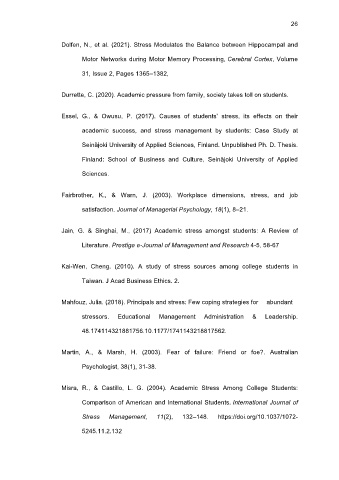 26
Dolfen, N., et al. (2021). Stress Modulates the Balance between Hippocampal and
Motor Networks during Motor Memory Processing, Cerebral Cortex, Volume
31, Issue 2, Pages 1365–1382,
Durrette, C. (2020). Academic pressure from family, society takes toll on students.
Essel, G., & Owusu, P. (2017). Causes of students' stress, its effects on their
academic success, and stress management by students: Case Study at
Seinäjoki University of Applied Sciences, Finland. Unpublished Ph. D. Thesis.
Finland: School of Business and Culture. Seinäjoki University of Applied
Sciences.
Fairbrother, K., & Warn, J. (2003). Workplace dimensions, stress, and job
satisfaction. Journal of Managerial Psychology, 18(1), 8–21.
Jain, G. & Singhai, M., (2017) Academic stress amongst students: A Review of
Literature. Prestige e-Journal of Management and Research 4-5, 58-67
Kai-Wen, Cheng, (2010). A study of stress sources among college students in
Taiwan. J Acad Business Ethics. 2.
Mahfouz, Julia. (2018). Principals and stress: Few coping strategies for abundant
stressors. Educational Management Administration & Leadership.
48.174114321881756.10.1177/1741143218817562.
Martin, A., & Marsh, H. (2003). Fear of failure: Friend or foe?. Australian
Psychologist, 38(1), 31-38.
Misra, R., & Castillo, L. G. (2004). Academic Stress Among College Students:
Comparison of American and International Students. International Journal of
Stress Management, 11(2), 132–148. https://doi.org/10.1037/1072-
5245.11.2.132